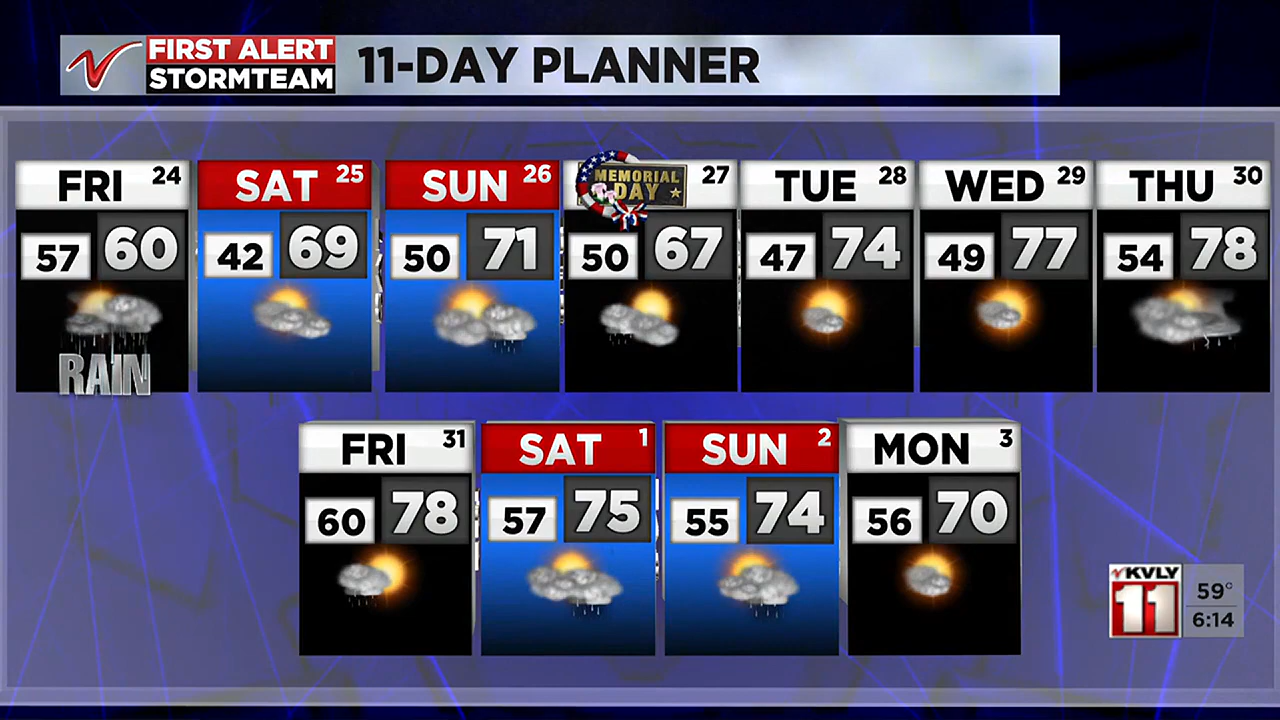 FIRST ALERT
STORMTEAM
11-DAY PLANNER
FRI 24
57 60
RAIN
SAT 25
42 69
SUN 26
50 71
MEMORIAL
DAY
27
50 67
TUE 28
47 74
WED 29
49 77
THU 30
54 78
FRI 31
60 78
SAT 1
57 75
SUN 2
55 74
MON 3
56 70
KVLY
11
59°
6:14